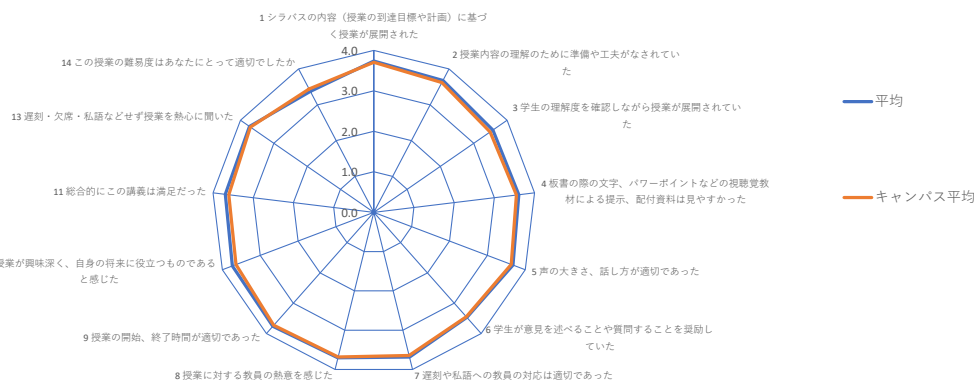 1 シラバスの内容（授業の到達目標や計画）に基づ
く授業が展開された
2 授業内容の理解のために準備や工夫がなされてい
た
3 学生の理解度を確認しながら授業が展開されてい
た
4 板書の際の文字、パワーポイントなどの視聴覚教
材による提示、配付資料は見やすかった
5 声の大きさ、話し方が適切であった
6 学生が意見を述べることや質問することを奨励し
ていた
7 遅刻や私語への教員の対応は適切であった
8 授業に対する教員の熱意を感じた
9 授業の開始、終了時間が適切であった
授業が興味深く、自身の将来に役立つものである
と感じた
11 総合的にこの講義は満足だった
13 遅刻・欠席・私語などせず授業を熱心に聞いた
14 この授業の難易度はあなたにとって適切でしたか
4.0
3.0
2.0
1.0
0.0
平均
キャンパス平均